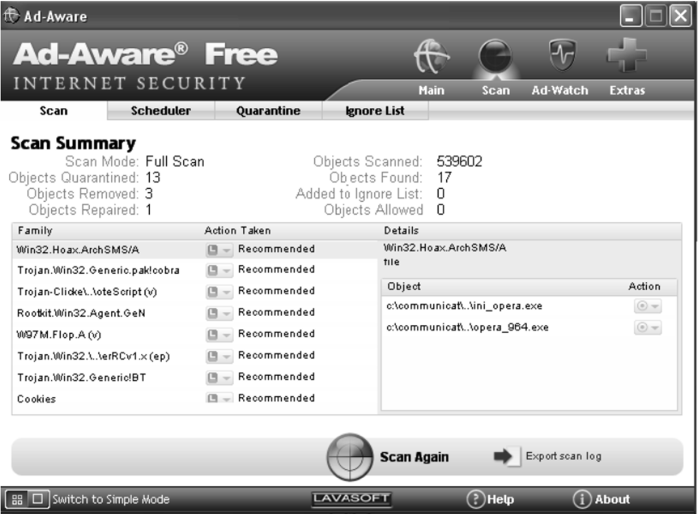 Ad-Aware
Ad-Aware® Free
INTERNET SECURITY
Main Scan Ad-Watch Extras
Scan Scheduler Quarantine Ignore List
Scan Summary
Scan Mode: Full Scan Objects Scanned: 539602
Objects Quarantined: 13 Objects Found: 17
Objects Removed: 3 Added to Ignore List: 0
Objects Repaired: 1 Objects Allowed 0
Family Action Taken Details
Win32.Hoax.ArchSMS/A Recommended Win32.Hoax.ArchSMS/A
file
Trojan.Win32.Generic.pak!cobra Recommended
Object Action
Trojan-Clicke\..\oteScript (v) Recommended
c:\communicat\..\ini_opera.exe
Rootkit.Win32.Agent.GeN Recommended
c:\communicat\..\opera_964.exe
W97M.Flop.A (v) Recommended
Trojan.Win32.\..\erRCv1.x (ep) Recommended
Trojan.Win32.Generic!BT Recommended
Cookies Recommended
Scan Again Export scan log
Switch to Simple Mode LAVASOFT Help About